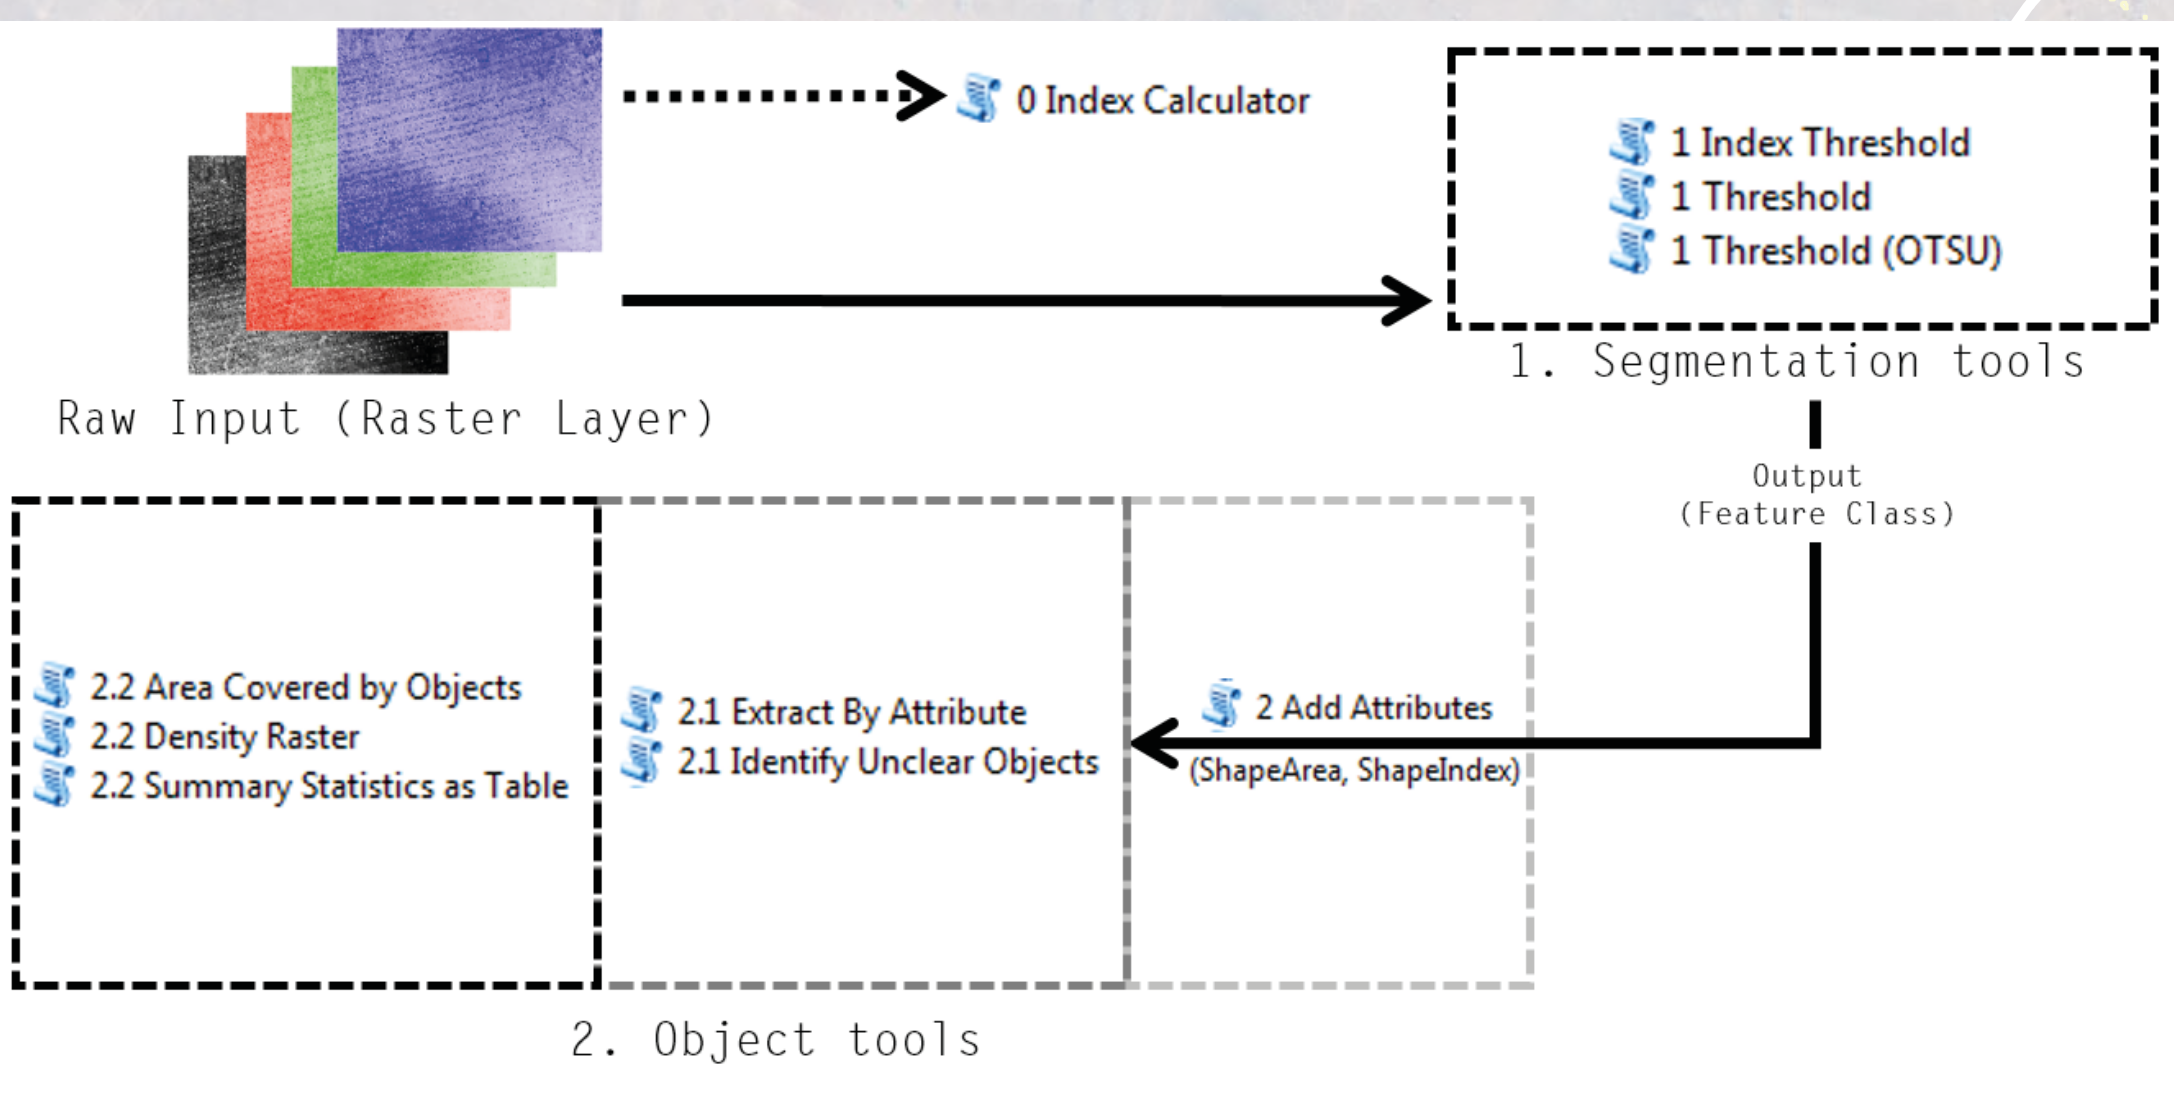 0 Index Calculator
1 Index Threshold
1 Threshold
1 Threshold (OTSU)
1. Segmentation tools
Raw Input (Raster Layer)
Output
(Feature Class)
2 Add Attributes
(ShapeArea, ShapeIndex)
2.1 Extract By Attribute
2.1 Identify Unclear Objects
2.2 Area Covered by Objects
2.2 Density Raster
2.2 Summary Statistics as Table
2. Object tools